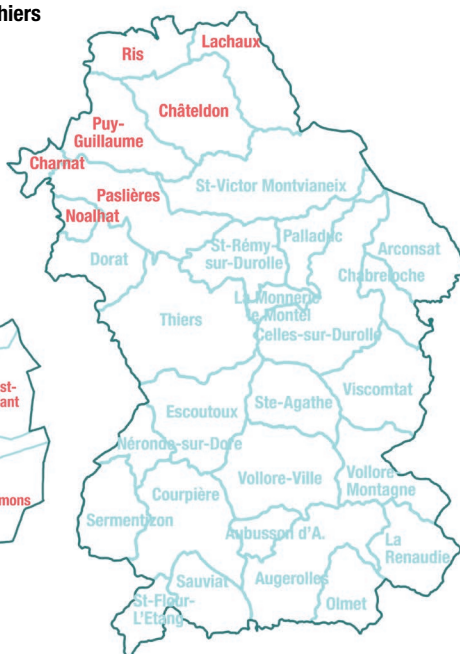 hiers
Ris
Lachaux
Châteldon
Puy-
Guillaume
Charnat
Paslières
St-Victor Montvianeix
Noalhat
Dorat
St-Rémy-
sur-Durolle
Palladuc
Arconsat
Chabreloche
La Monnerie
le Montel
Thiers
Celles-sur-Durolle
st-
ant
Viscomtat
Escoutoux
Ste-Agathe
Néronde-sur-Dore
Vollore-Ville
Vollore-
Montagne
Courpière
mons
Sermentizon
Aubusson d'A.
La
Renaudie
Sauviat
Augerolles
St-Flour-
L'Etang
Olmet